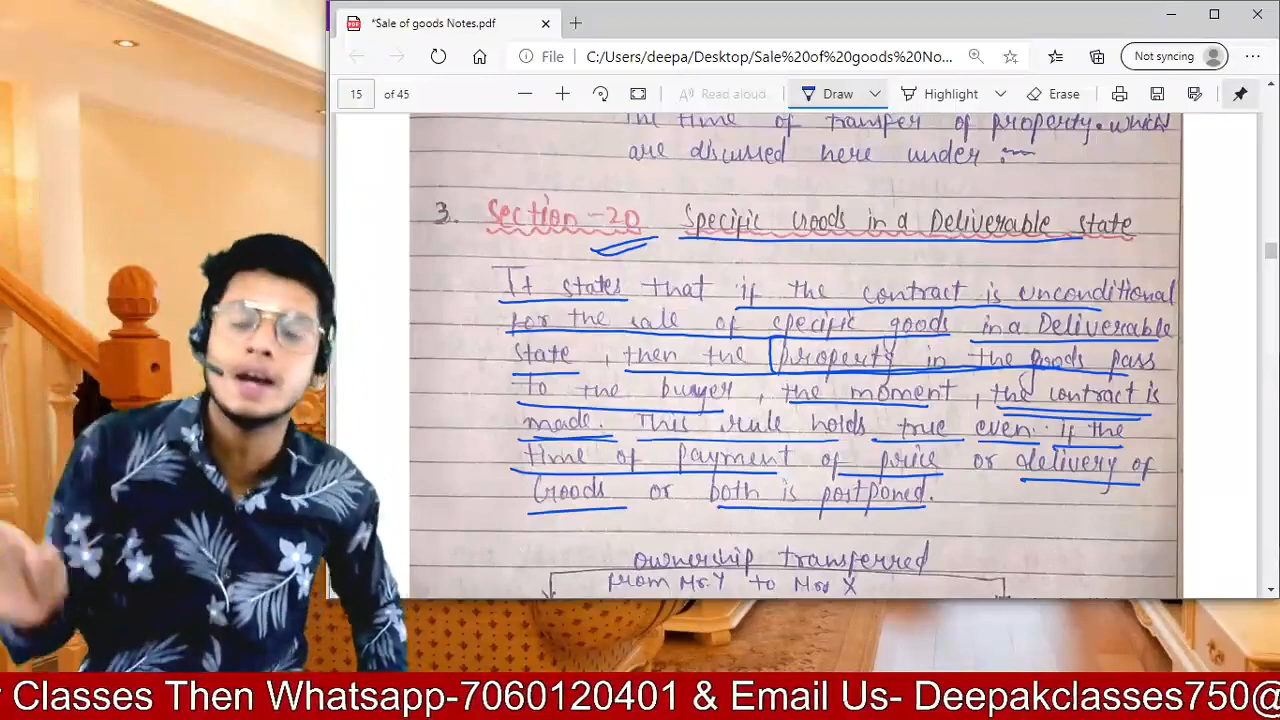 *Sale of goods Notes.pdf
File C:/Users/deepa/Desktop/Sale%20of%20goods%20No... Not syncing
15 of 45 Read aloud Draw Highlight Erase
the time of transfer of property. which
are discussed here under :-
3. Section-20 Specific Goods in a Deliverable state
It states that if the contract is unconditional
for the sale of specific goods in a Deliverable
state, then the property in the goods pass
to the buyer, the moment, the contract is
made. This rule holds true even if the
time of payment of price or delivery of
Goods or both is postponed.
ownership transferred
from Mr. Y to Mr. X
Classes Then Whatsapp-7060120401 & Email Us- Deepakclasses750@